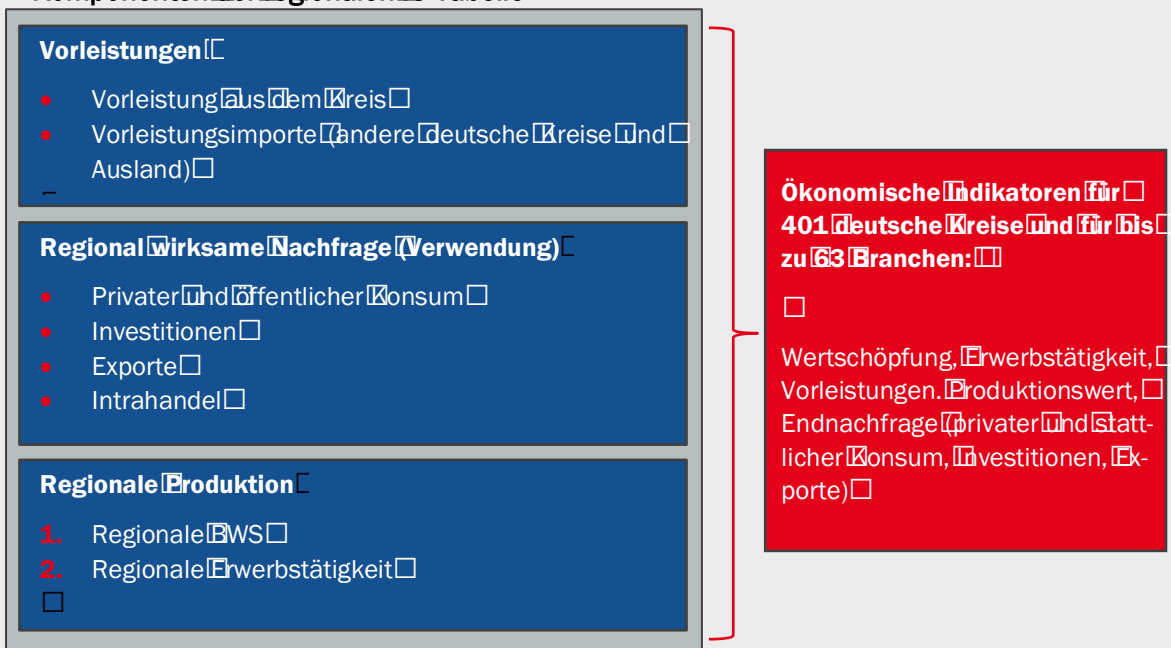 Vorleistungen
• Vorleistung aus dem Kreis
• Vorleistungsimporte (andere deutsche Kreise und
Ausland)
Regional wirksame Nachfrage (Verwendung)
• Privater und öffentlicher Konsum
• Investitionen
• Exporte
• Intrahandel
Regionale Produktion
1. Regionale BWS
2. Regionale Erwerbstätigkeit
Ökonomische Indikatoren für
401 deutsche Kreise und für bis
zu 63 Branchen:
Wertschöpfung, Erwerbstätigkeit,
Vorleistungen. Produktionswert,
Endnachfrage (privater und statt-
licher Konsum, Investitionen, Ex-
porte)